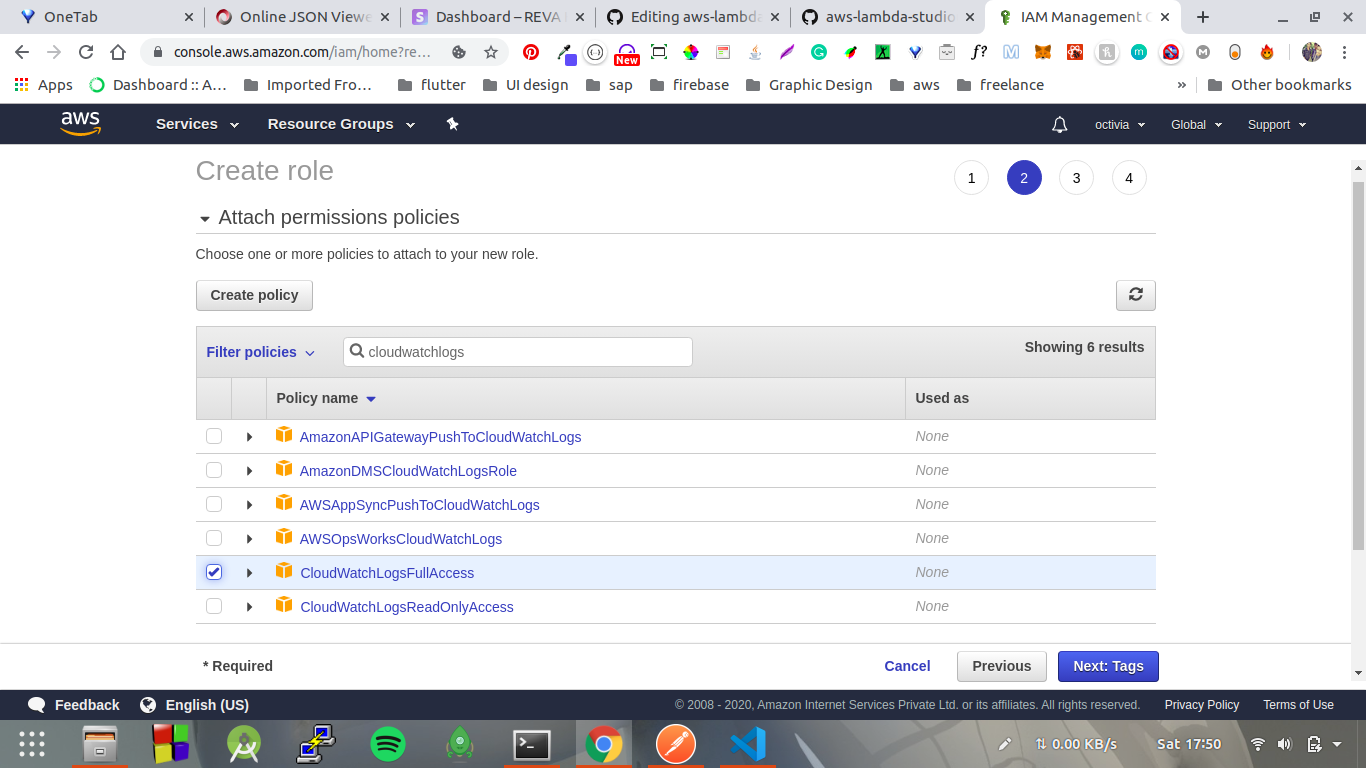 OneTab
Online JSON Viewe
Dashboard – REVA
Editing aws-lambda
aws-lambda-studio
IAM Management C
console.aws.amazon.com/iam/home?re…
New
f?
Apps
Dashboard :: A…
Imported Fro…
flutter
UI design
sap
firebase
Graphic Design
aws
freelance
»
Other bookmarks
aws
Services
Resource Groups
octivia
Global
Support
Create role
1
2
3
4
Attach permissions policies
Choose one or more policies to attach to your new role.
Create policy
Filter policies
cloudwatchlogs
Showing 6 results
Policy name
Used as
AmazonAPIGatewayPushToCloudWatchLogs
None
AmazonDMSCloudWatchLogsRole
None
AWSAppSyncPushToCloudWatchLogs
None
AWSOpsWorksCloudWatchLogs
None
CloudWatchLogsFullAccess
None
CloudWatchLogsReadOnlyAccess
None
* Required
Cancel
Previous
Next: Tags
Feedback
English (US)
© 2008 - 2020, Amazon Internet Services Private Ltd. or its affiliates. All rights reserved.
Privacy Policy
Terms of Use
0.00 KB/s
Sat 17:50